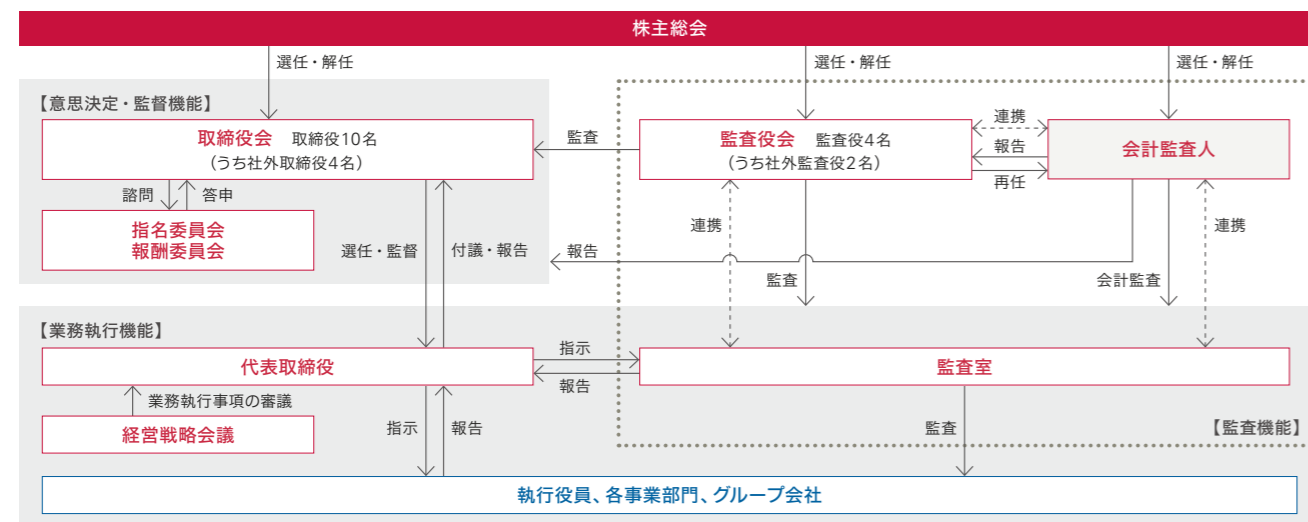 株主総会
選任・解任
選任・解任
選任・解任
【意思決定・監督機能】
取締役会 取締役10名
（うち社外取締役4名）
監査
監査役会 監査役4名
（うち社外監査役2名）
連携
報告
再任
会計監査人
諮問
答申
指名委員会
報酬委員会
選任・監督
付議・報告
報告
連携
連携
監査
会計監査
【業務執行機能】
代表取締役
指示
報告
監査室
業務執行事項の審議
経営戦略会議
指示
報告
監査
【監査機能】
執行役員、各事業部門、グループ会社